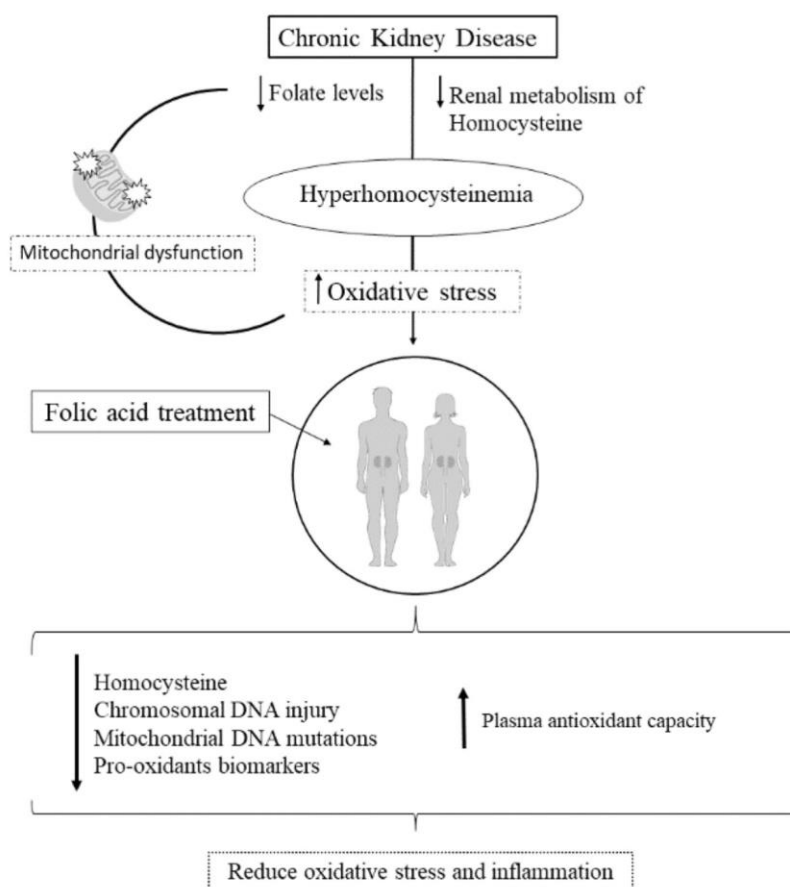 Chronic Kidney Disease
Folate levels
Renal metabolism of
Homocysteine
Hyperhomocysteinemia
Mitochondrial dysfunction
Oxidative stress
Folic acid treatment
Homocysteine
Chromosomal DNA injury
Mitochondrial DNA mutations
Pro-oxidants biomarkers
Plasma antioxidant capacity
Reduce oxidative stress and inflammation